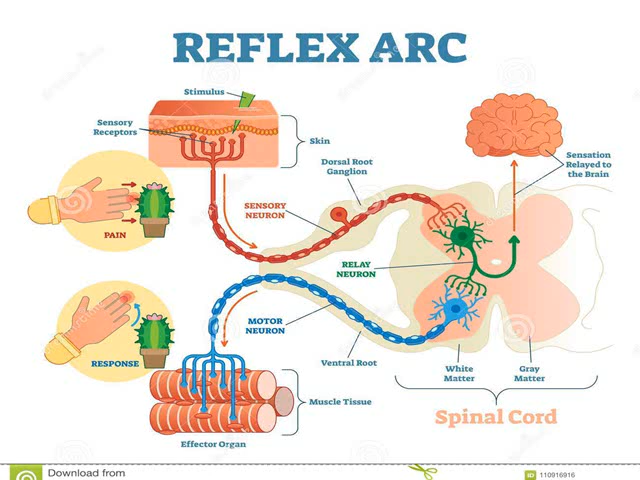 REFLEX ARC
Stimulus
Sensory
Receptors
Skin
Dorsal Root
Ganglion
Sensation
Relayed to
the Brain
SENSORY
NEURON
PAIN
RELAY
NEURON
MOTOR
NEURON
RESPONSE
Ventral Root
White
Matter
Gray
Matter
Muscle Tissue
Spinal Cord
Effector Organ
Download from
110916916